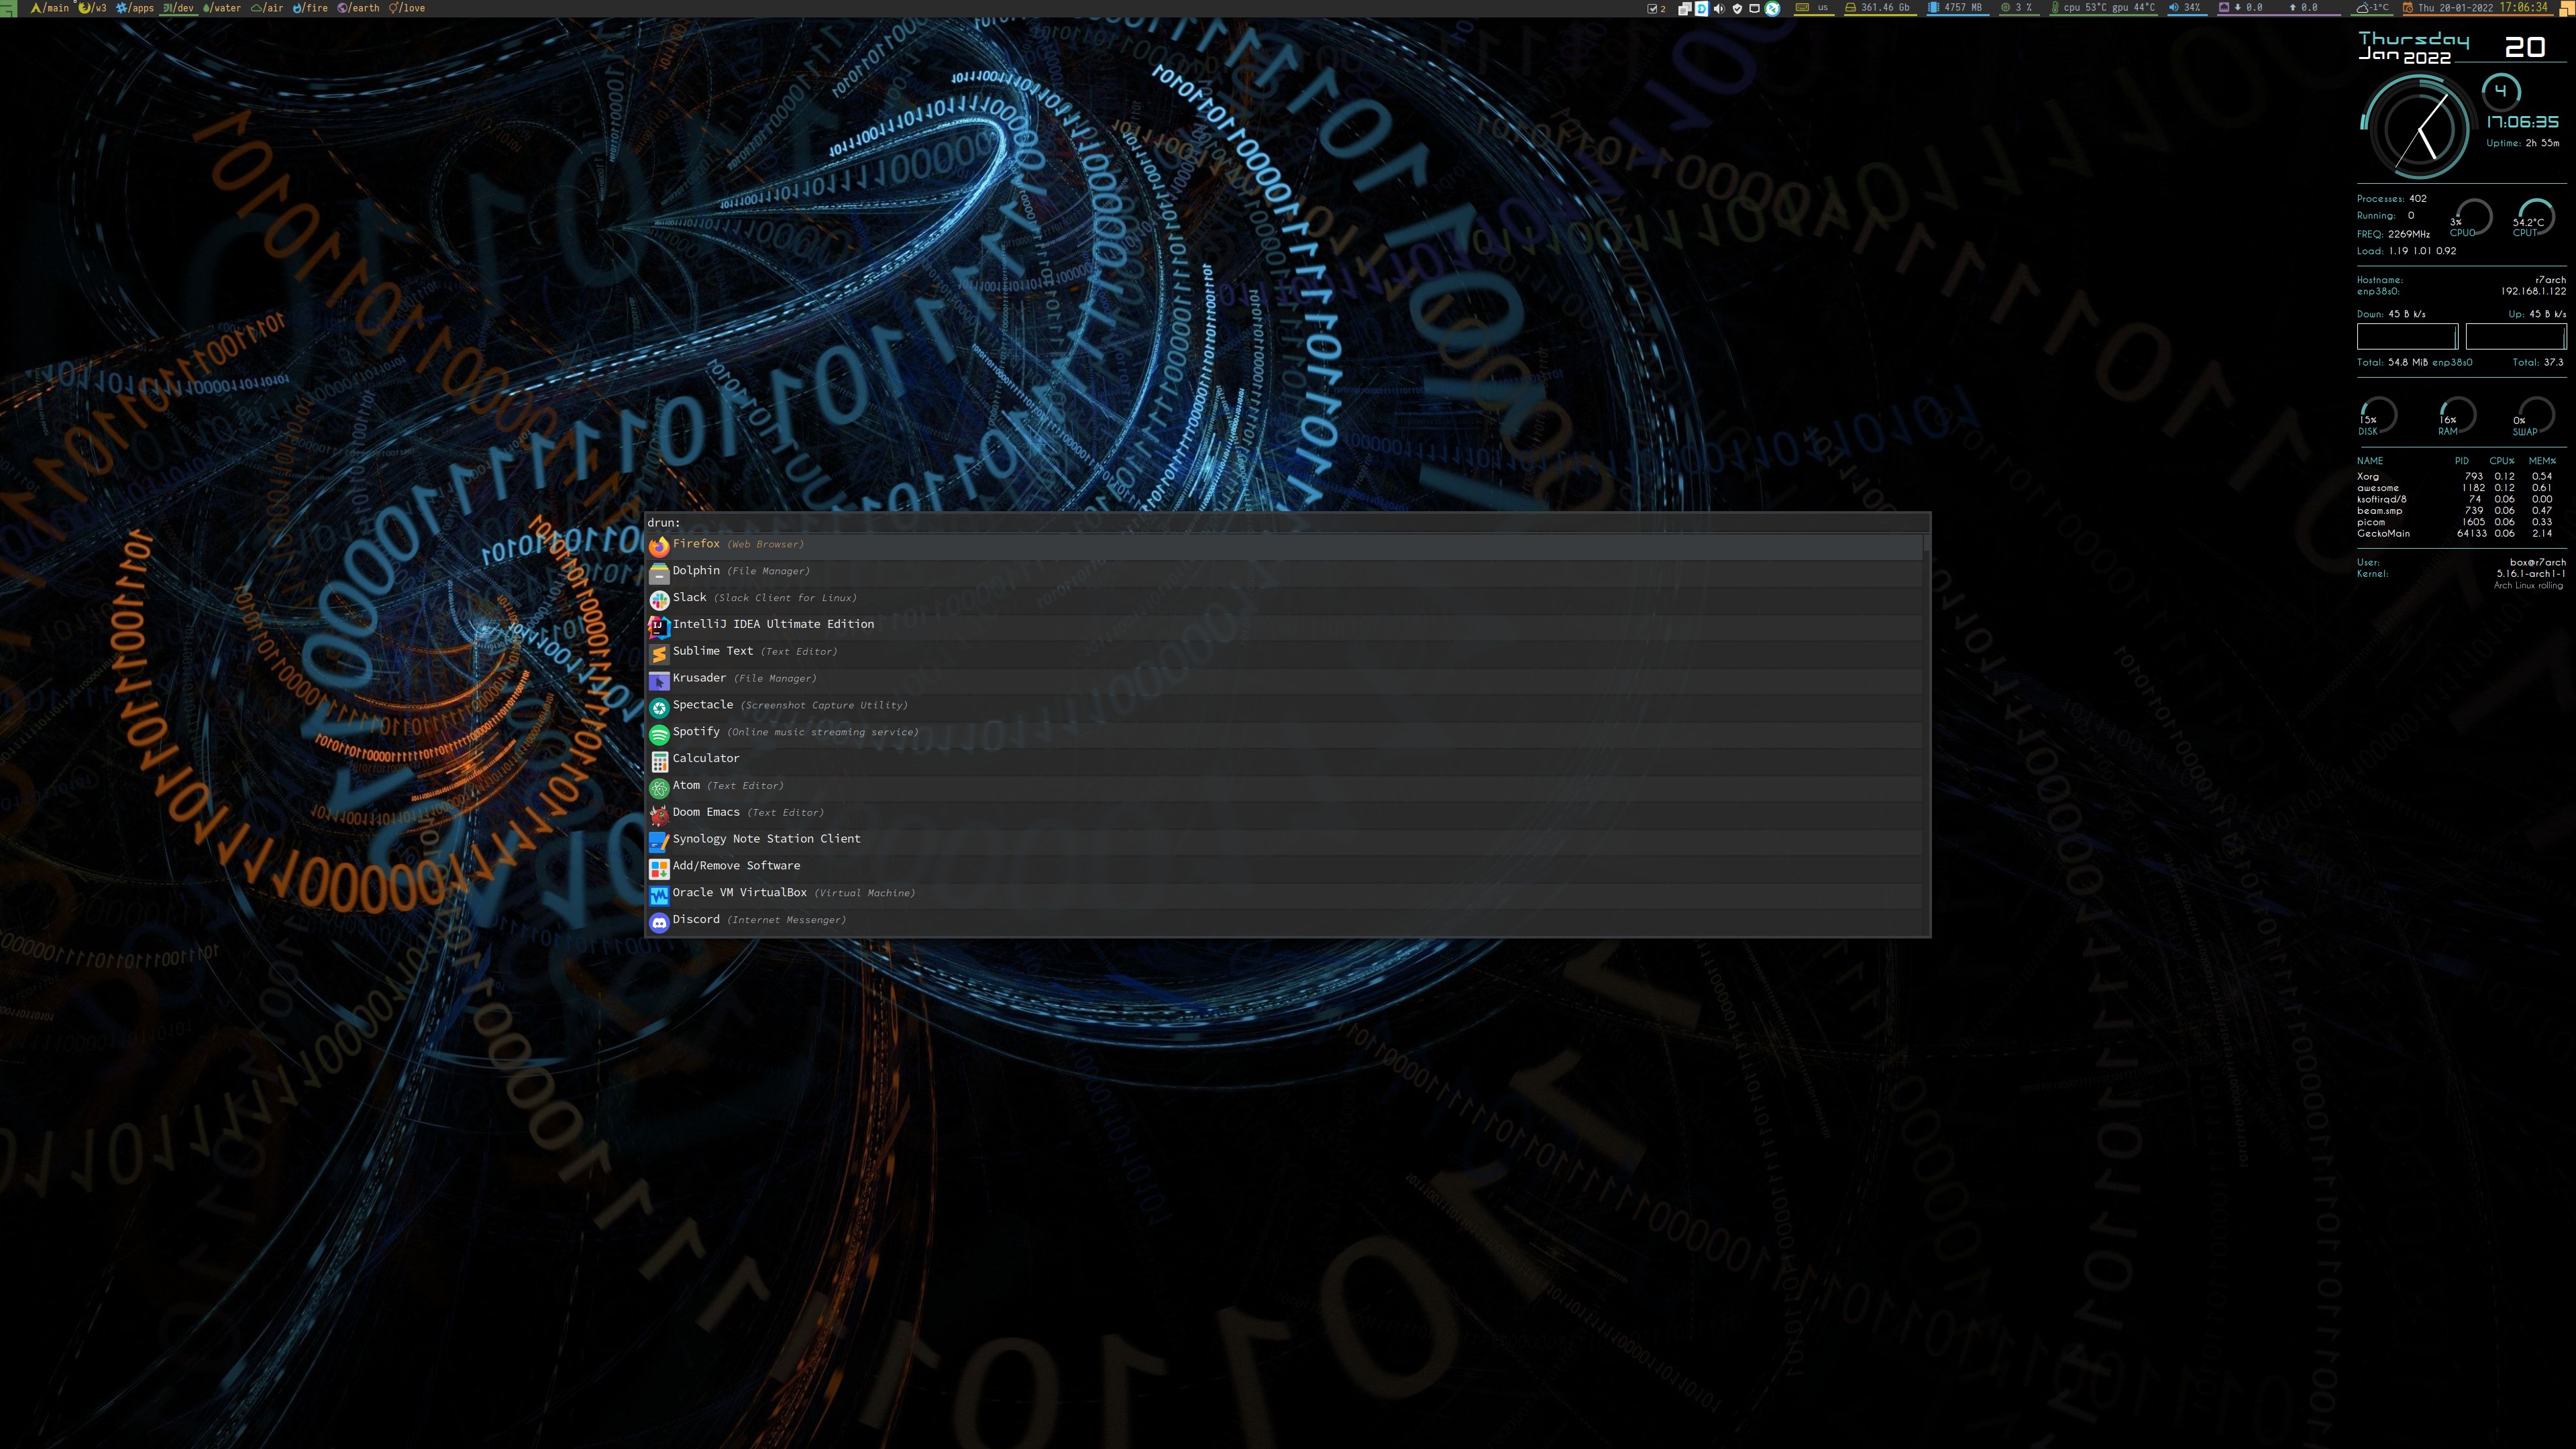 /main /w3 /apps /dev /water /air /fire /earth /love
2 us 361.46 Gb 4757 MB 3 % cpu 53°C gpu 44°C 34% 0.0 0.0 -1°C Thu 20-01-2022 17:06:34
Thursday 20
Jan 2022
4
17:06:35
Uptime: 2h 55m
Processes: 402
Running: 0
3% 54.2°C
CPU0 CPUT
FREQ: 2269MHz
Load: 1.19 1.01 0.92
Hostname: r7arch
enp38s0: 192.168.1.122
Down: 45 B k/s Up: 45 B k/s
Total: 54.8 MiB enp38s0 Total: 37.3
15% 16% 0%
DISK RAM SWAP
NAME PID CPU% MEM%
Xorg 793 0.12 0.54
awesome 1182 0.12 0.61
ksoftirqd/8 74 0.06 0.00
beam.smp 739 0.06 0.47
picom 1605 0.06 0.33
GeckoMain 64133 0.06 2.14
User: box@r7arch
Kernel: 5.16.1-arch1-1
Arch Linux rolling
drun:
Firefox (Web Browser)
Dolphin (File Manager)
Slack (Slack Client for Linux)
IntelliJ IDEA Ultimate Edition
Sublime Text (Text Editor)
Krusader (File Manager)
Spectacle (Screenshot Capture Utility)
Spotify (Online music streaming service)
Calculator
Atom (Text Editor)
Doom Emacs (Text Editor)
Synology Note Station Client
Add/Remove Software
Oracle VM VirtualBox (Virtual Machine)
Discord (Internet Messenger)